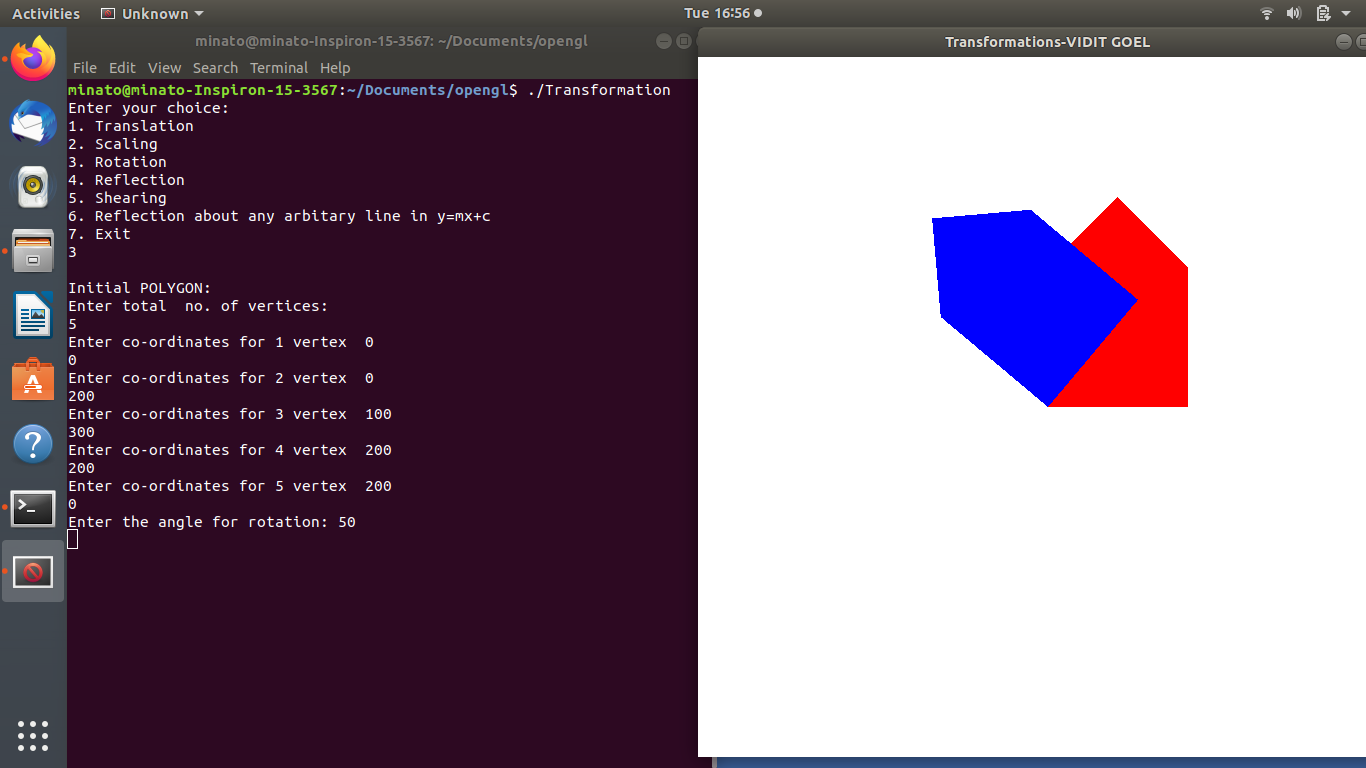 Activities Unknown Tue 16:56
minato@minato-Inspiron-15-3567: ~/Documents/opengl
Transformations-VIDIT GOEL
File Edit View Search Terminal Help
minato@minato-Inspiron-15-3567:~/Documents/opengl$ ./Transformation
Enter your choice:
1. Translation
2. Scaling
3. Rotation
4. Reflection
5. Shearing
6. Reflection about any arbitary line in y=mx+c
7. Exit
3
Initial POLYGON:
Enter total  no. of vertices:
5
Enter co-ordinates for 1 vertex  0
0
Enter co-ordinates for 2 vertex  0
200
Enter co-ordinates for 3 vertex  100
300
Enter co-ordinates for 4 vertex  200
200
Enter co-ordinates for 5 vertex  200
0
Enter the angle for rotation: 50